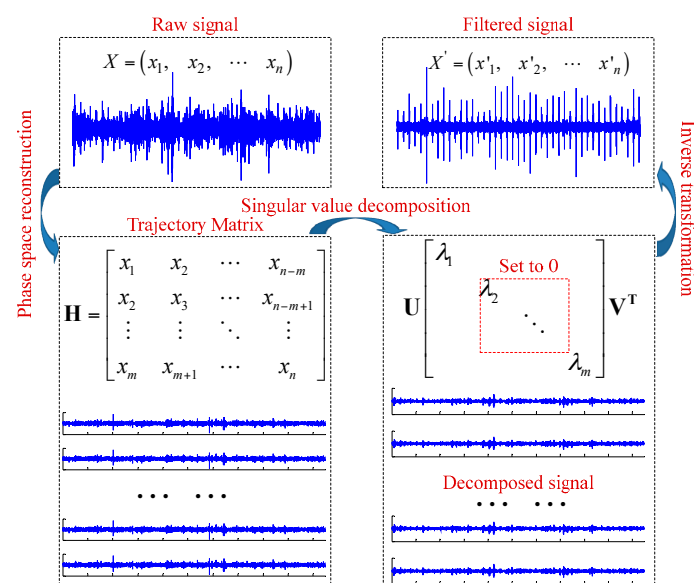 Raw signal
X = (x₁, x₂, ⋯ xₙ)
Phase space reconstruction
Filtered signal
X' = (x'₁, x'₂, ⋯ x'ₙ)
Inverse transformation
Singular value decomposition
Trajectory Matrix
H =
x₁ x₂ ⋯ xₙ₋ₘ
x₂ x₃ ⋯ xₙ₋ₘ₊₁
⋮ ⋮ ⋱ ⋮
xₘ xₘ₊₁ ⋯ xₙ
⋯ ⋯
λ₁
Set to 0
U λ₂ Vᵀ
⋱
λₘ
Decomposed signal
⋯ ⋯